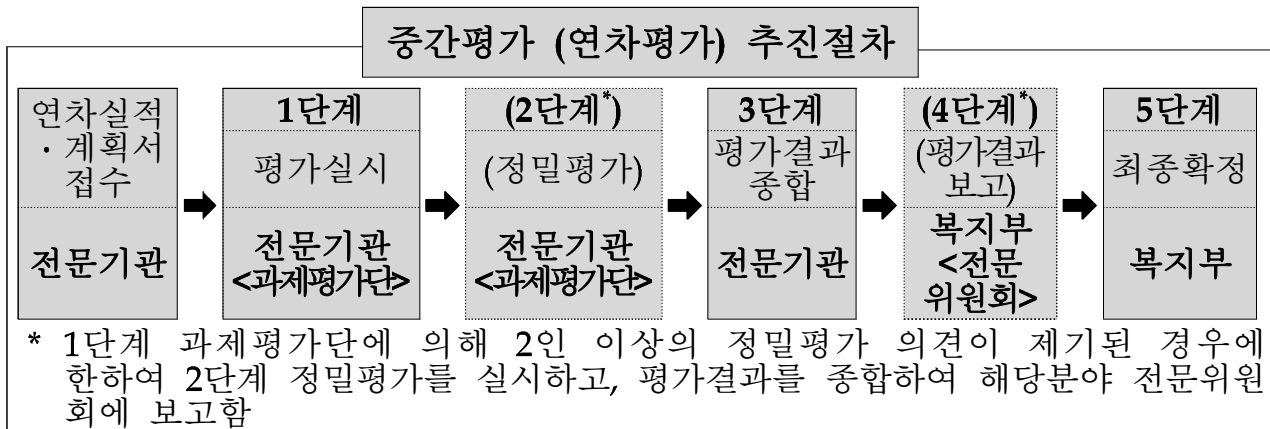 중간평가 (연차평가) 추진절차
연차실적
· 계획서
접수
전문기관
1단계
평가실시
전문기관
<과제평가단>
(2단계*)
(정밀평가)
전문기관
<과제평가단>
3단계
평가결과
종합
전문기관
(4단계*)
(평가결과
보고)
복지부
<전문
위원회>
5단계
최종확정
복지부
* 1단계 과제평가단에 의해 2인 이상의 정밀평가 의견이 제기된 경우에
한하여 2단계 정밀평가를 실시하고, 평가결과를 종합하여 해당분야 전문위원
회에 보고함